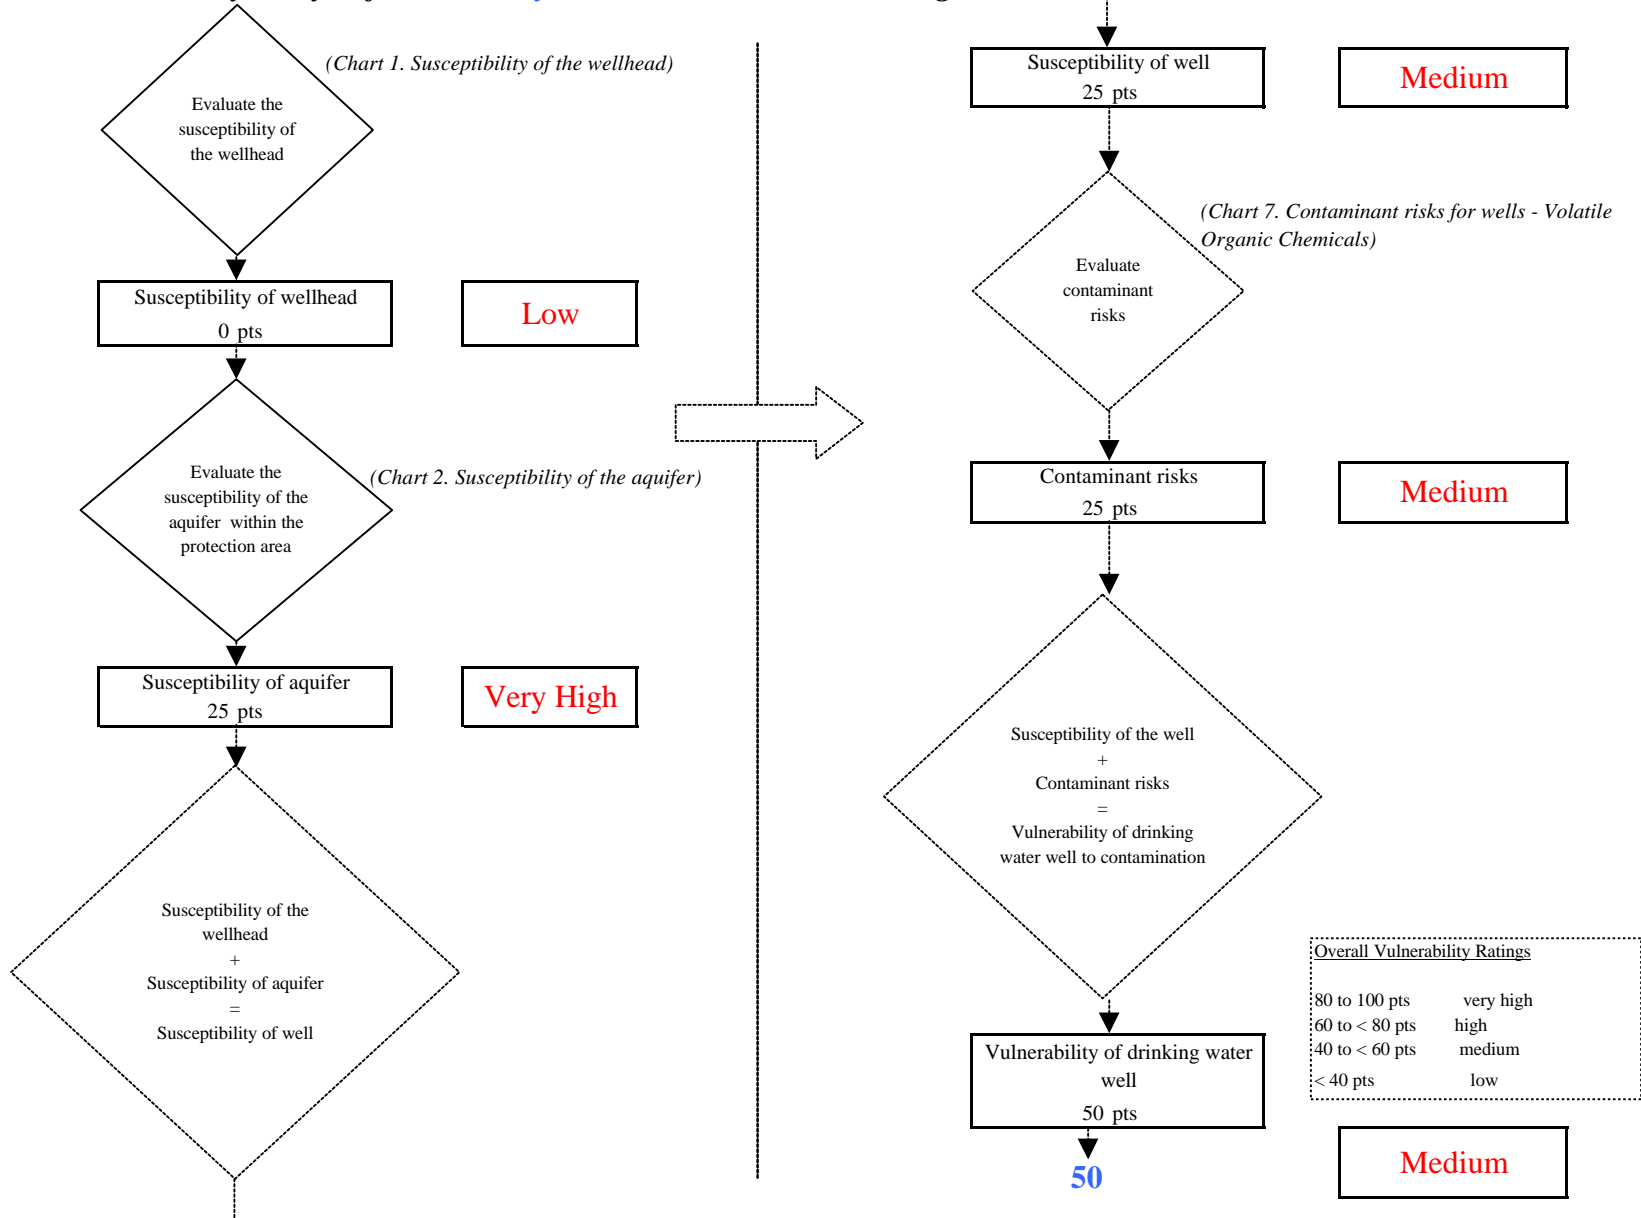 (Chart 1. Susceptibility of the wellhead)
Evaluate the
susceptibility of
the wellhead
Susceptibility of wellhead
0 pts
Low
Evaluate the
susceptibility of the
aquifer within the
protection area
(Chart 2. Susceptibility of the aquifer)
Susceptibility of aquifer
25 pts
Very High
Susceptibility of the
wellhead
+
Susceptibility of aquifer
=
Susceptibility of well
Susceptibility of well
25 pts
Medium
(Chart 7. Contaminant risks for wells - Volatile
Organic Chemicals)
Evaluate
contaminant
risks
Contaminant risks
25 pts
Medium
Susceptibility of the well
+
Contaminant risks
=
Vulnerability of drinking
water well to contamination
Overall Vulnerability Ratings
80 to 100 pts very high
60 to < 80 pts high
40 to < 60 pts medium
< 40 pts low
Vulnerability of drinking water
well
50 pts
50
Medium